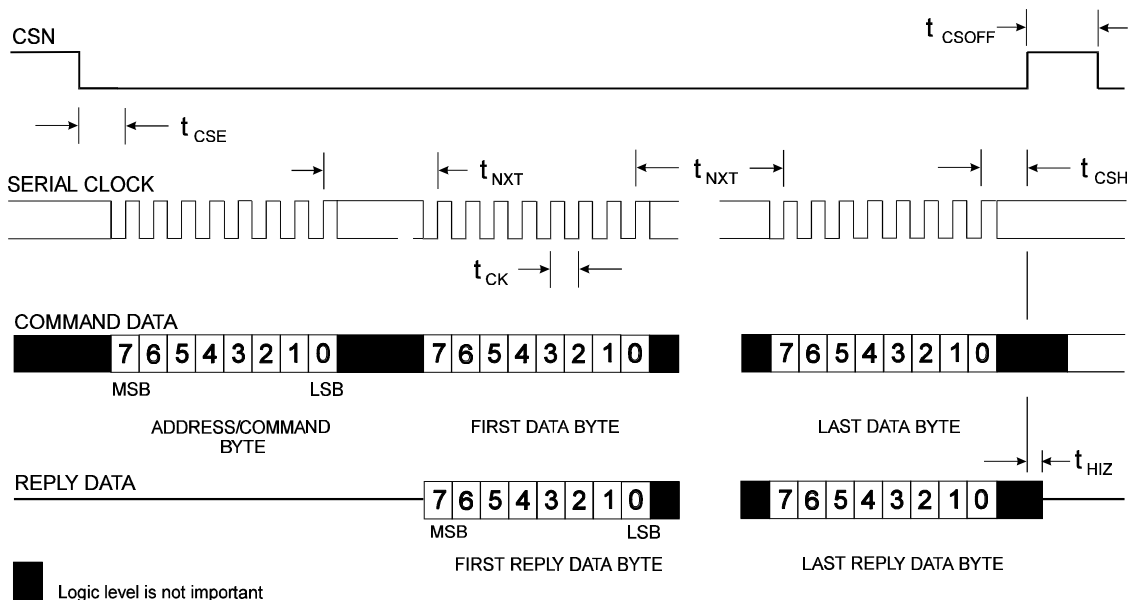 CSN
t CSOFF
t CSE
SERIAL CLOCK
t NXT
t NXT
t CSH
t CK
COMMAND DATA
7 6 5 4 3 2 1 0
7 6 5 4 3 2 1 0
7 6 5 4 3 2 1 0
MSB
LSB
ADDRESS/COMMAND
BYTE
FIRST DATA BYTE
LAST DATA BYTE
t HIZ
REPLY DATA
7 6 5 4 3 2 1 0
7 6 5 4 3 2 1 0
MSB
LSB
FIRST REPLY DATA BYTE
LAST REPLY DATA BYTE
Logic level is not important